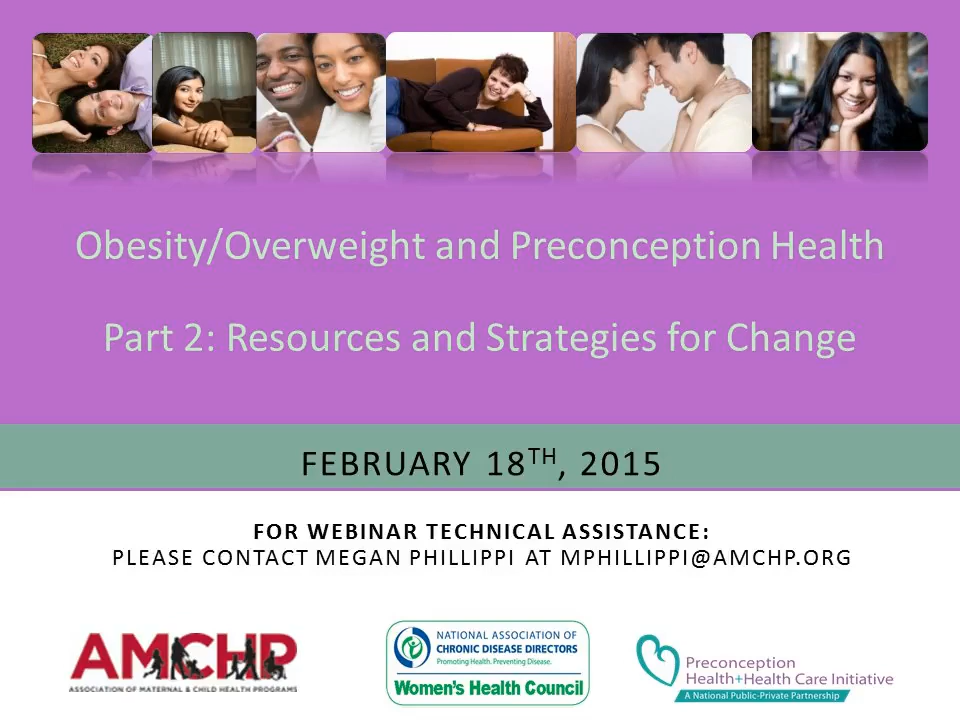 Obesity/Overweight and Preconception Health
Part 2: Resources and Strategies for Change
FEBRUARY 18TH, 2015
FOR WEBINAR TECHNICAL ASSISTANCE:
PLEASE CONTACT MEGAN PHILLIPPI AT MPHILLIPPI@AMCHP.ORG
AMCHP
ASSOCIATION OF MATERNAL & CHILD HEALTH PROGRAMS
NATIONAL ASSOCIATION OF
CHRONIC DISEASE DIRECTORS
Promoting Health. Preventing Disease.
Women's Health Council
Preconception
Health+Health Care Initiative
A National Public-Private Partnership